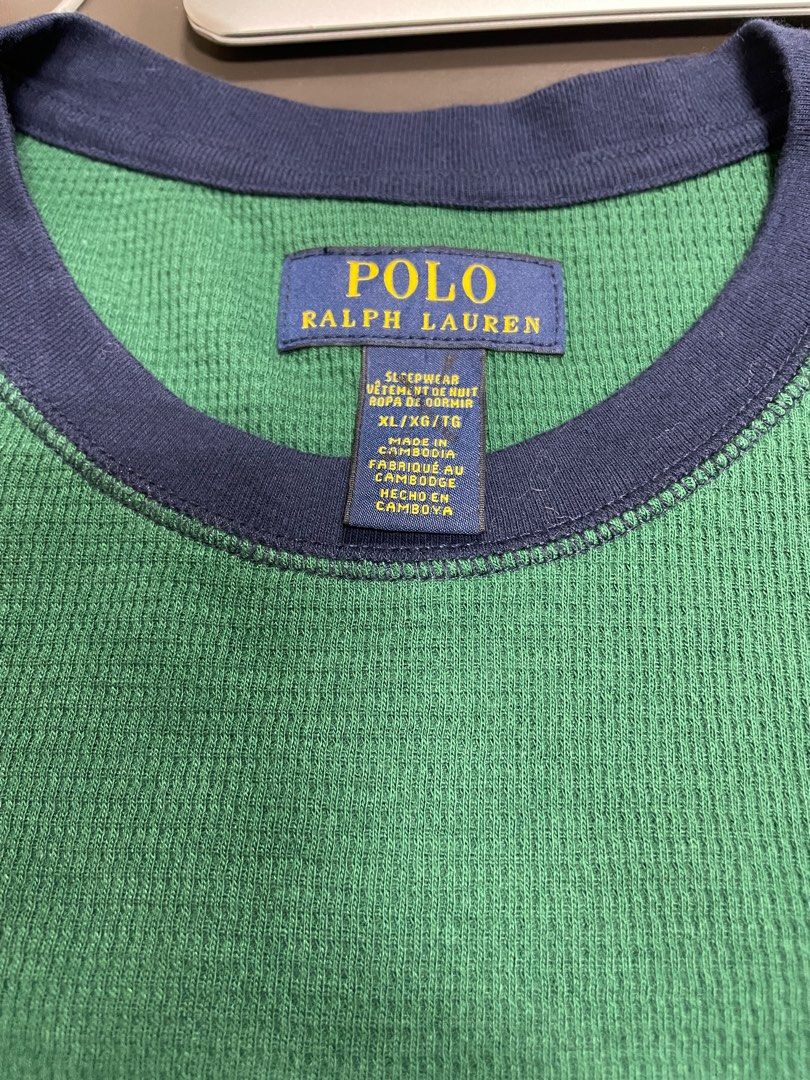 POLO
RALPH LAUREN
SLEEPWEAR
VÊTEMENT DE NUIT
ROPA DE DORMIR
XL/XG/TG
MADE IN
CAMBODIA
FABRIQUÉ AU
CAMBODGE
HECHO EN
CAMBOYA